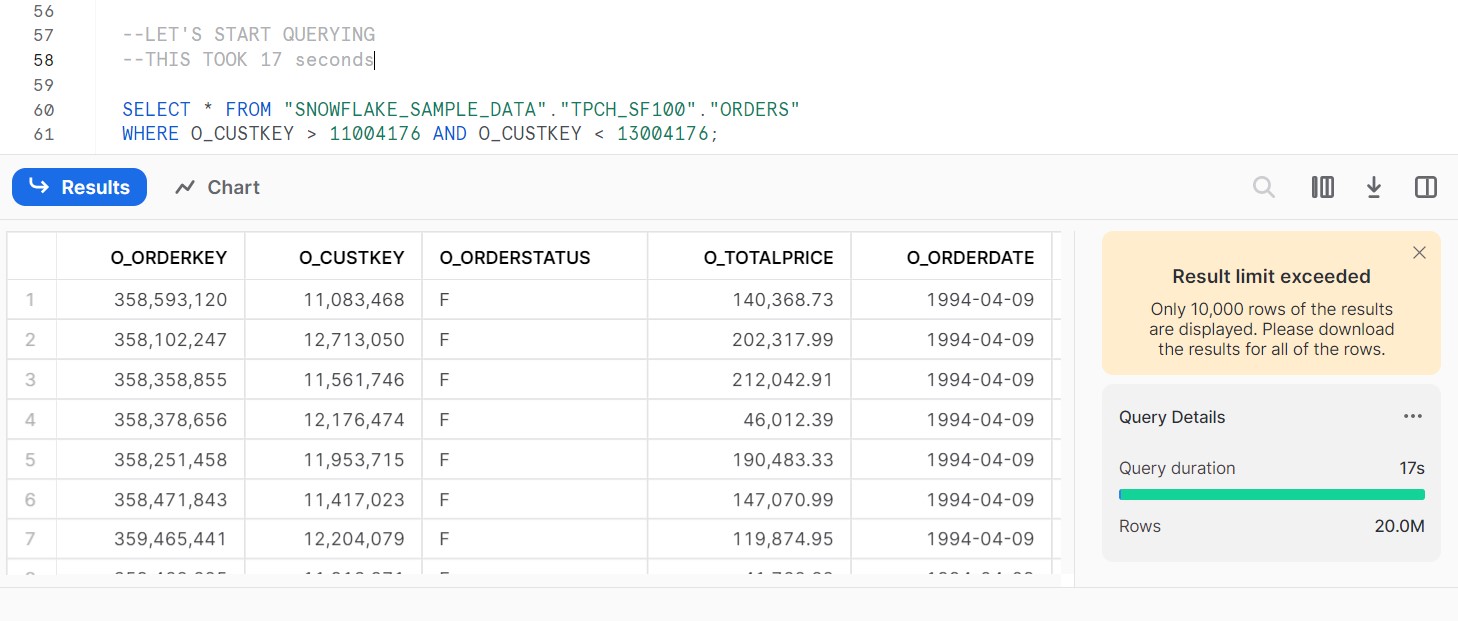 56
57 --LET'S START QUERYING
58 --THIS TOOK 17 seconds
59
60 SELECT * FROM "SNOWFLAKE_SAMPLE_DATA"."TPCH_SF100"."ORDERS"
61 WHERE O_CUSTKEY > 11004176 AND O_CUSTKEY < 13004176;
Results Chart
O_ORDERKEY O_CUSTKEY O_ORDERSTATUS O_TOTALPRICE O_ORDERDATE
1 358,593,120 11,083,468 F 140,368.73 1994-04-09
2 358,102,247 12,713,050 F 202,317.99 1994-04-09
3 358,358,855 11,561,746 F 212,042.91 1994-04-09
4 358,378,656 12,176,474 F 46,012.39 1994-04-09
5 358,251,458 11,953,715 F 190,483.33 1994-04-09
6 358,471,843 11,417,023 F 147,070.99 1994-04-09
7 359,465,441 12,204,079 F 119,874.95 1994-04-09
Result limit exceeded
Only 10,000 rows of the results
are displayed. Please download
the results for all of the rows.
Query Details
Query duration 17s
Rows 20.0M